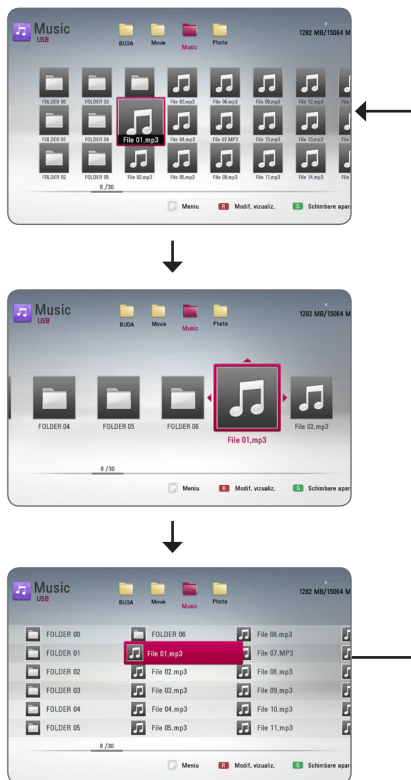 Music
USB
BUDA Movie Music Photo
1282 MB/15064 M
FOLDER 00 FOLDER 03 File 03.mp3 File 06.mp3 File 09.mp3 File 12.mp3 File
FOLDER 01 FOLDER 04 File 01.mp3 File 04.mp3 File 07.MP3 File 10.mp3 File 13.mp3 File
FOLDER 02 FOLDER 05 File 02.mp3 File 05.mp3 File 08.mp3 File 11.mp3 File 14.mp3 File
8 /30
Meniu R Modif. vizualiz. G Schimbare apar
Music
USB
BUDA Movie Music Photo
1282 MB/15064 M
FOLDER 04 FOLDER 05 FOLDER 06 File 01.mp3 File 02.mp3
8 /30
Meniu R Modif. vizualiz. G Schimbare apar
Music
USB
BUDA Movie Music Photo
1282 MB/15064 M
FOLDER 00 FOLDER 06 File 06.mp3
FOLDER 01 File 01.mp3 File 07.MP3
FOLDER 02 File 02.mp3 File 08.mp3
FOLDER 03 File 03.mp3 File 09.mp3
FOLDER 04 File 04.mp3 File 10.mp3
FOLDER 05 File 05.mp3 File 11.mp3
8 /30
Meniu R Modif. vizualiz. G Schimbare apar